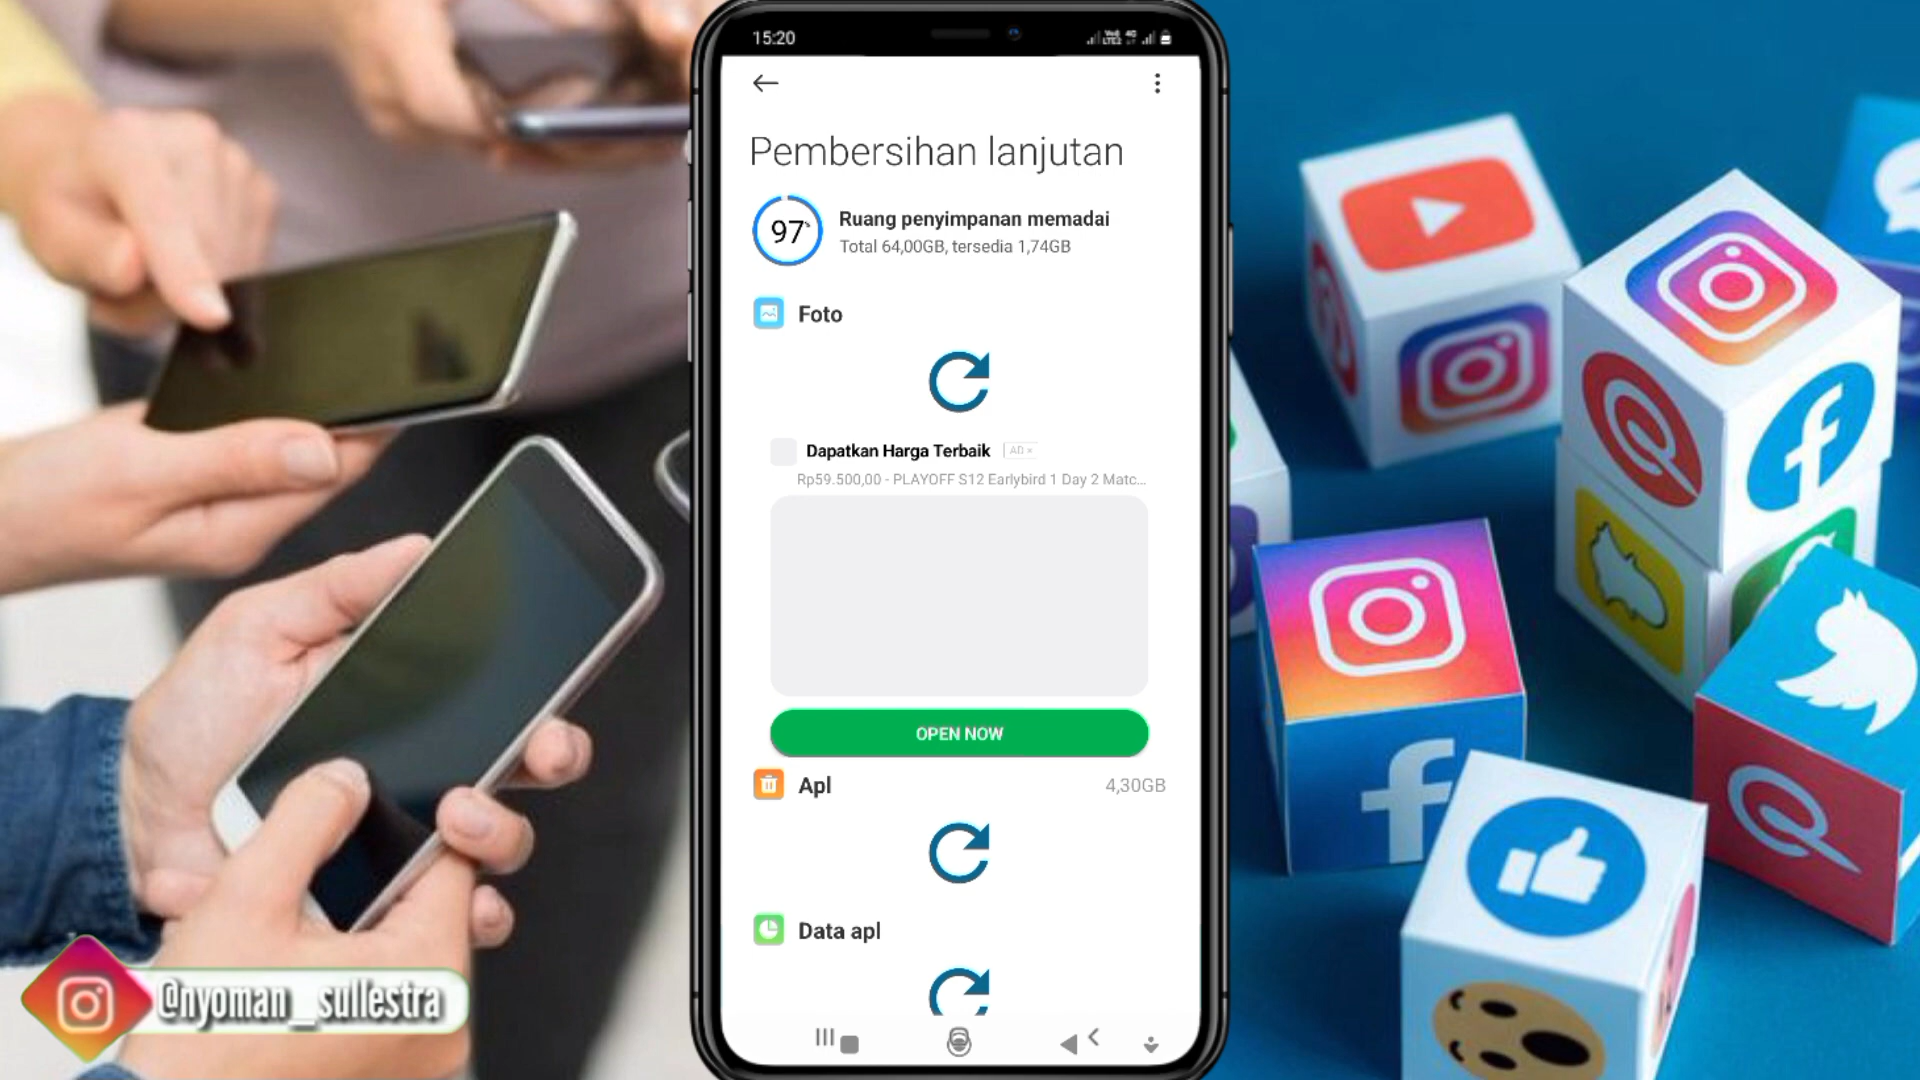 15:20
Pembersihan lanjutan
97%
Ruang penyimpanan memadai
Total 64,00GB, tersedia 1,74GB
Foto
Dapatkan Harga Terbaik
AD ×
Rp59.500,00 - PLAYOFF S12 Earlybird 1 Day 2 Matc...
OPEN NOW
Apl
4,30GB
Data apl
@nyoman_sullestra